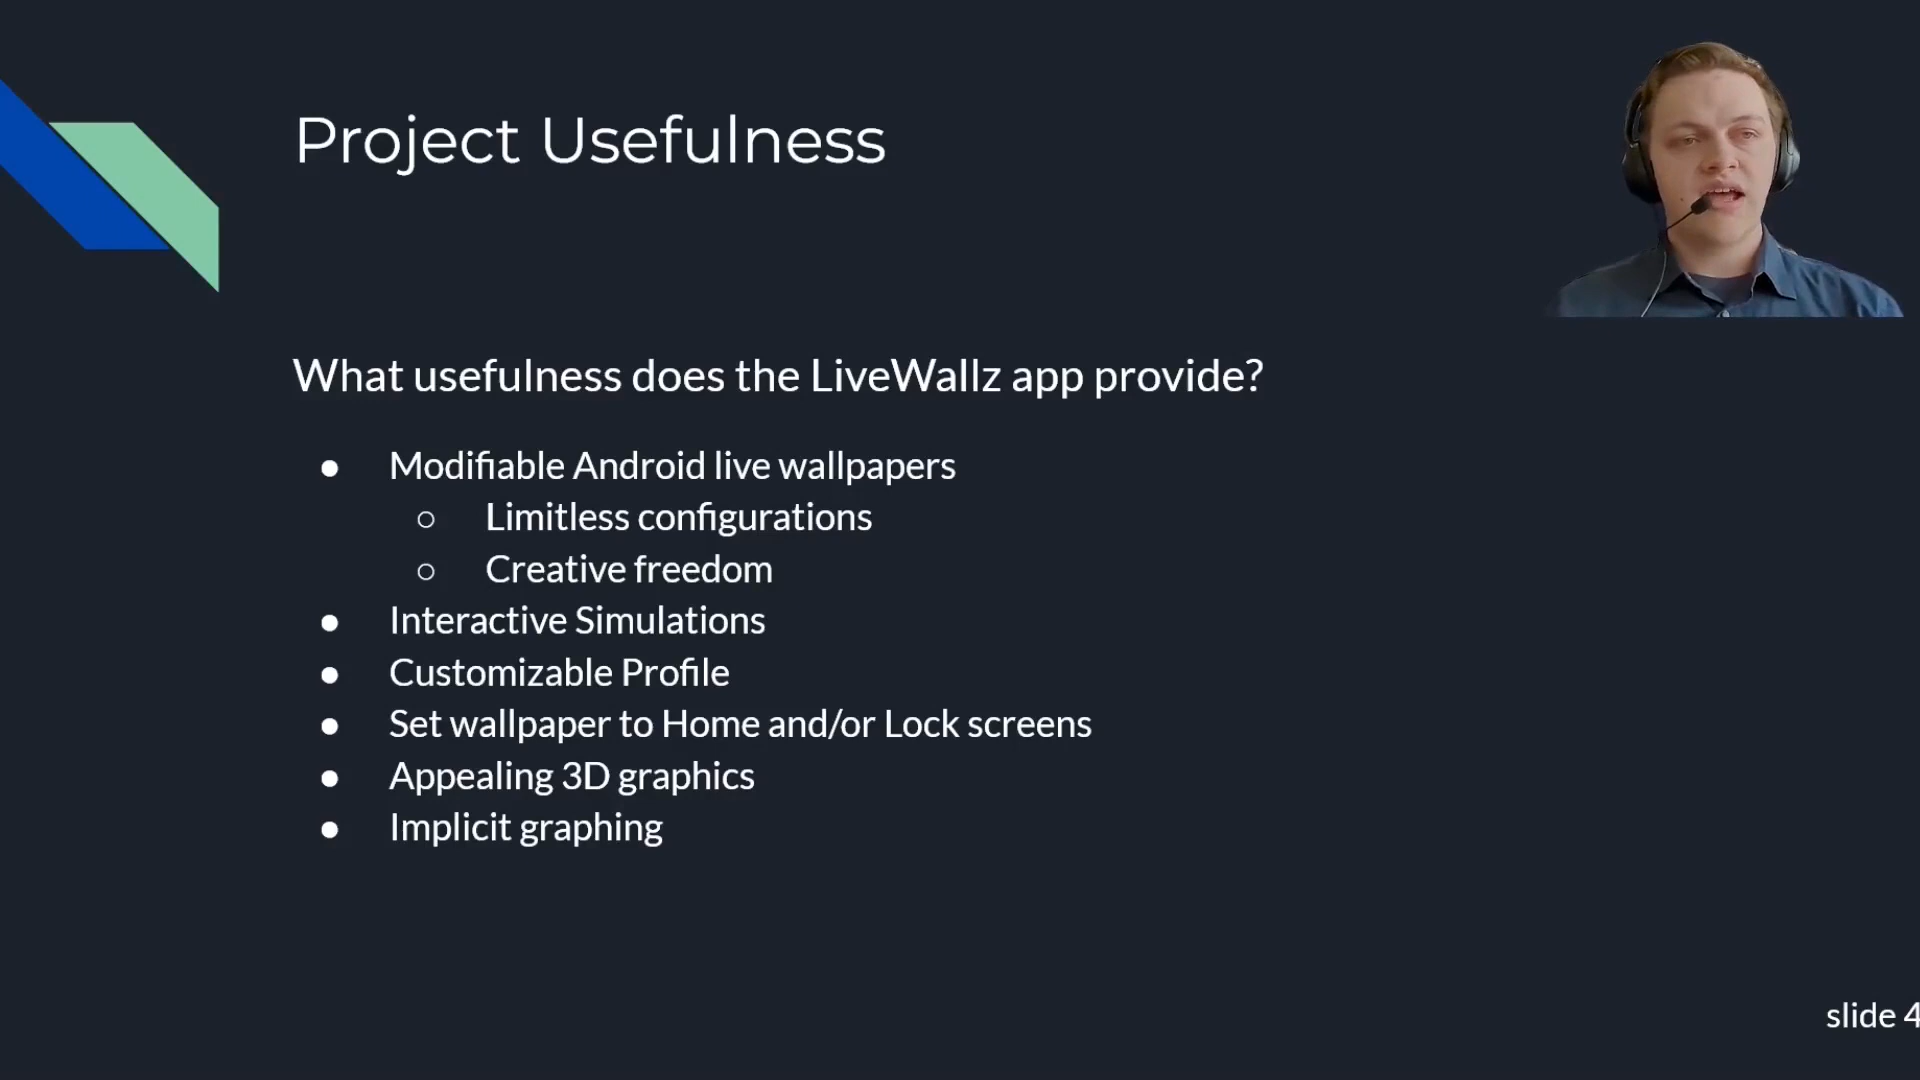 Project Usefulness
What usefulness does the LiveWallz app provide?
● Modifiable Android live wallpapers
○ Limitless configurations
○ Creative freedom
● Interactive Simulations
● Customizable Profile
● Set wallpaper to Home and/or Lock screens
● Appealing 3D graphics
● Implicit graphing
slide 4